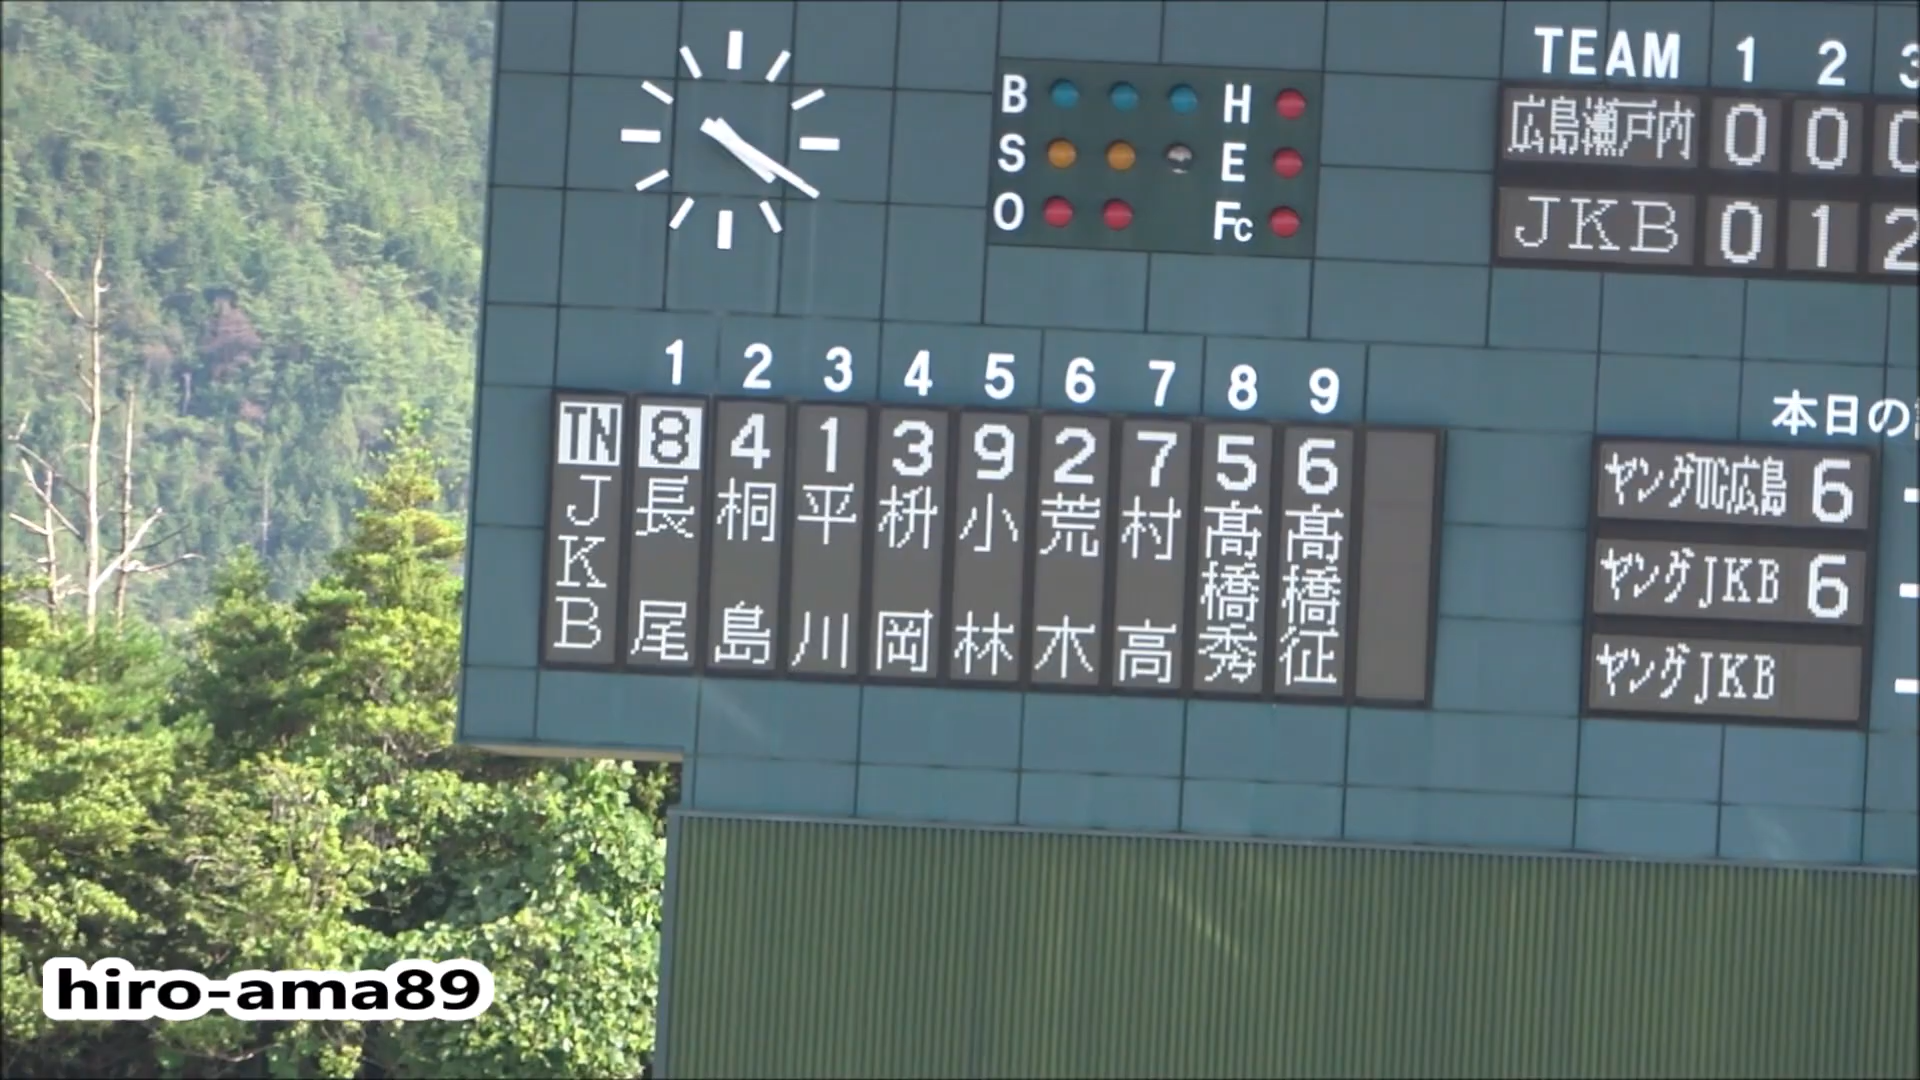 TEAM 1 2 3
広島瀬戸内 0 0 0
JKB 0 1 2
B H
S E
O Fc
1 2 3 4 5 6 7 8 9
TN JKB
8 長尾
4 桐島
1 平川
3 枡岡
9 小林
2 荒木
7 村高
5 髙橋秀
6 髙橋征
本日の
ヤング 広島 6 -
ヤングJKB 6 -
ヤングJKB -
hiro-ama89